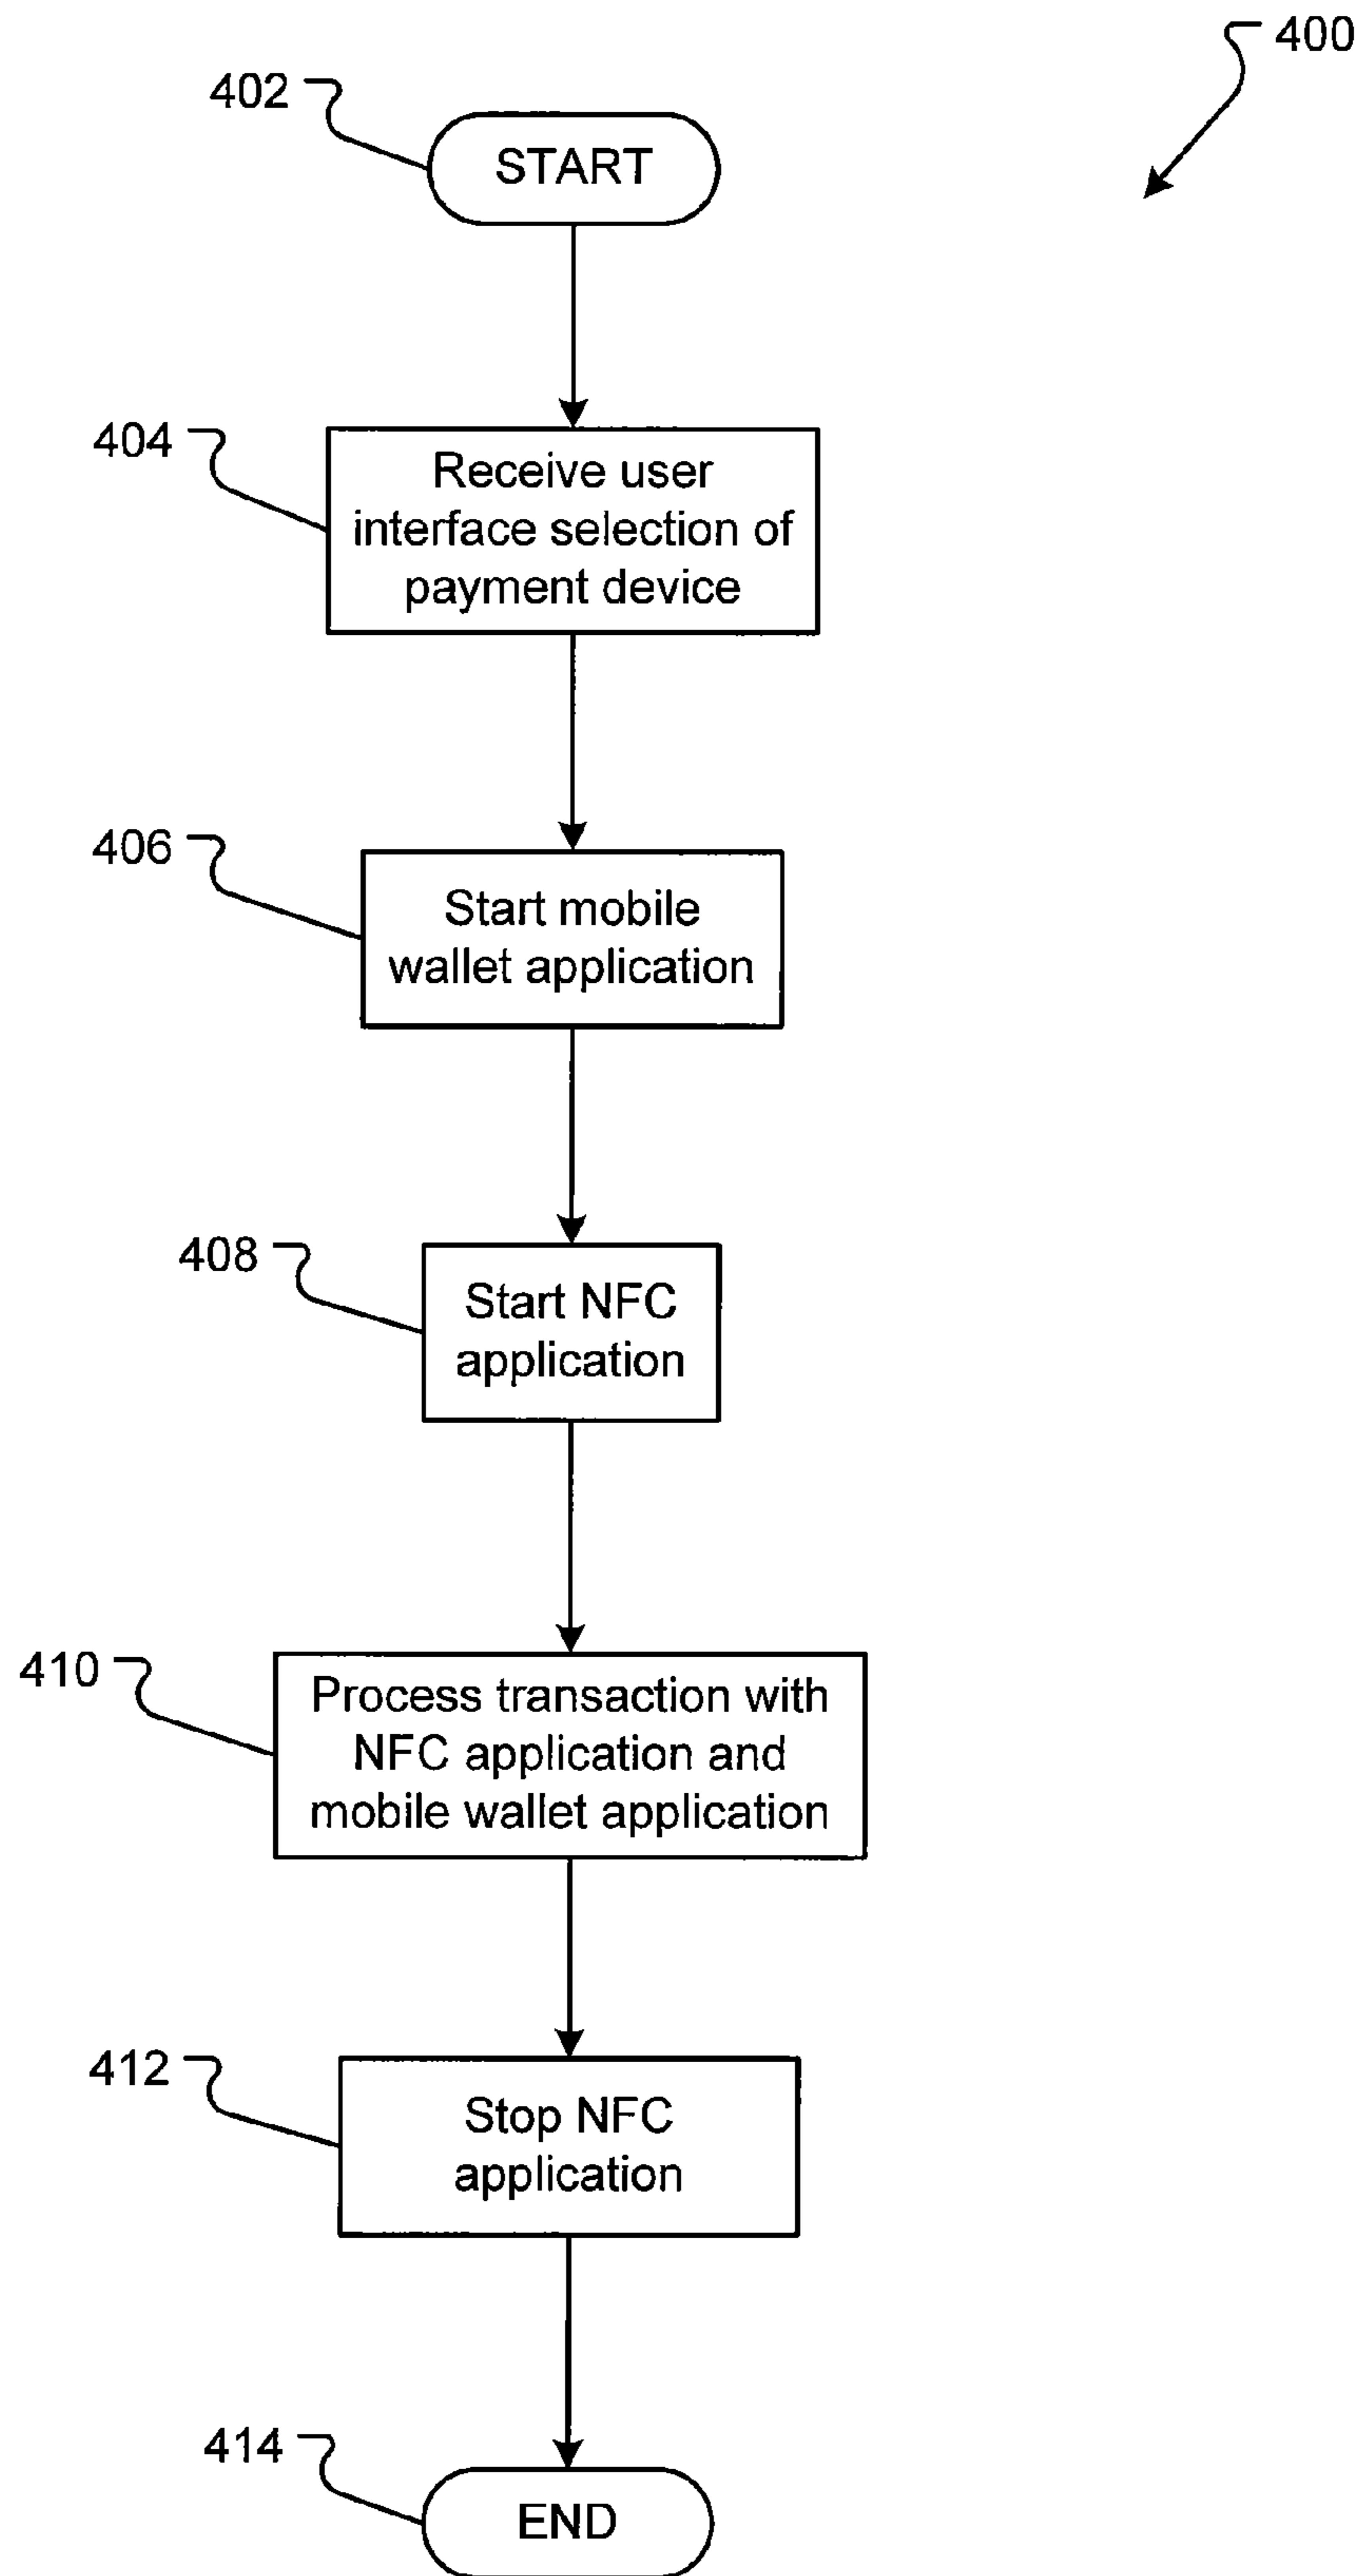 400
402
START
404
Receive user
interface selection of
payment device
406
Start mobile
wallet application
408
Start NFC
application
410
Process transaction with
NFC application and
mobile wallet application
412
Stop NFC
application
414
END